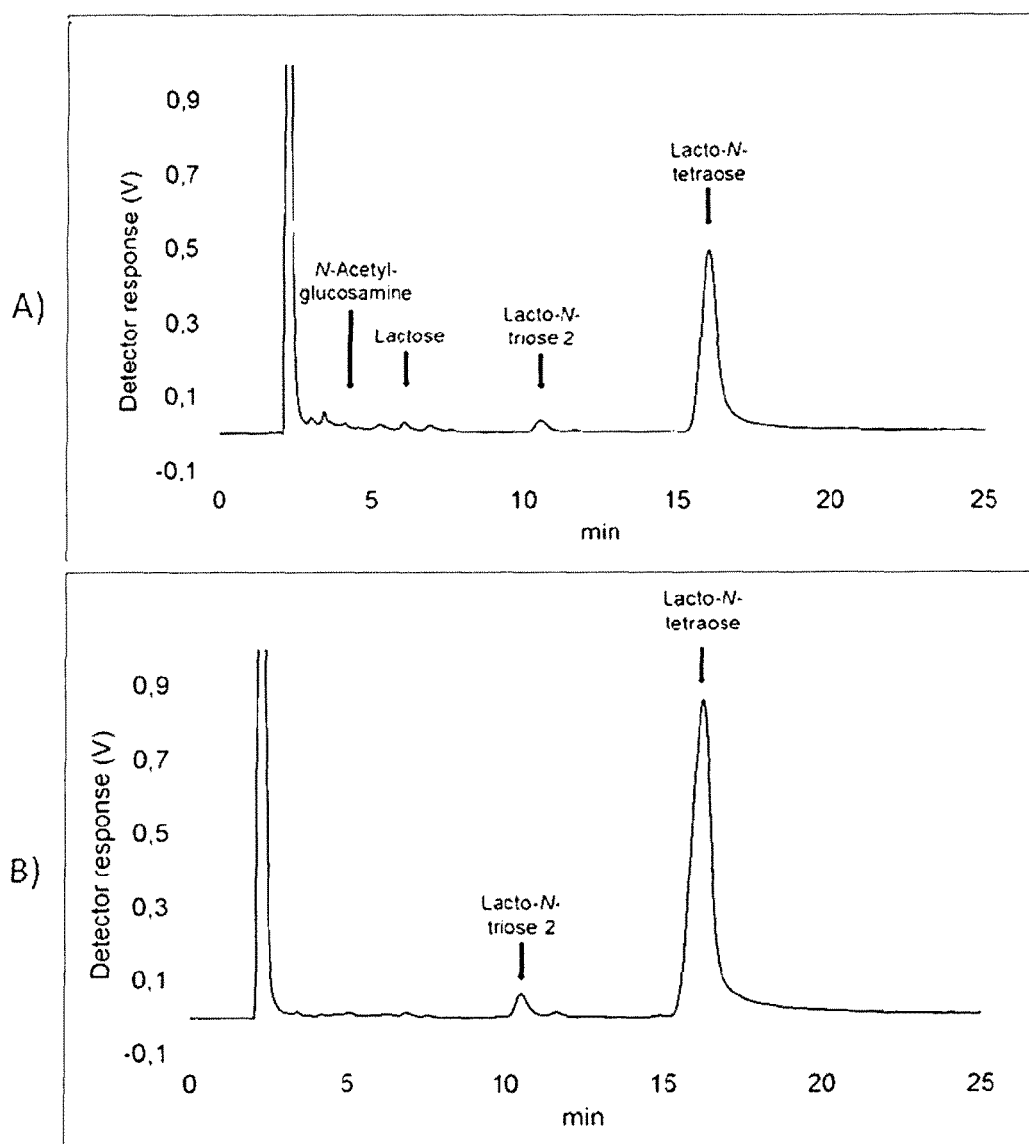 A)
Detector response (V)
0,9
0,7
0,5
0,3
0,1
-0,1
N-Acetyl-
glucosamine
Lactose
Lacto-N-
triose 2
Lacto-N-
tetraose
0 5 10 15 20 25
min
B)
Detector response (V)
0,9
0,7
0,5
0,3
0,1
-0,1
Lacto-N-
triose 2
Lacto-N-
tetraose
0 5 10 15 20 25
min